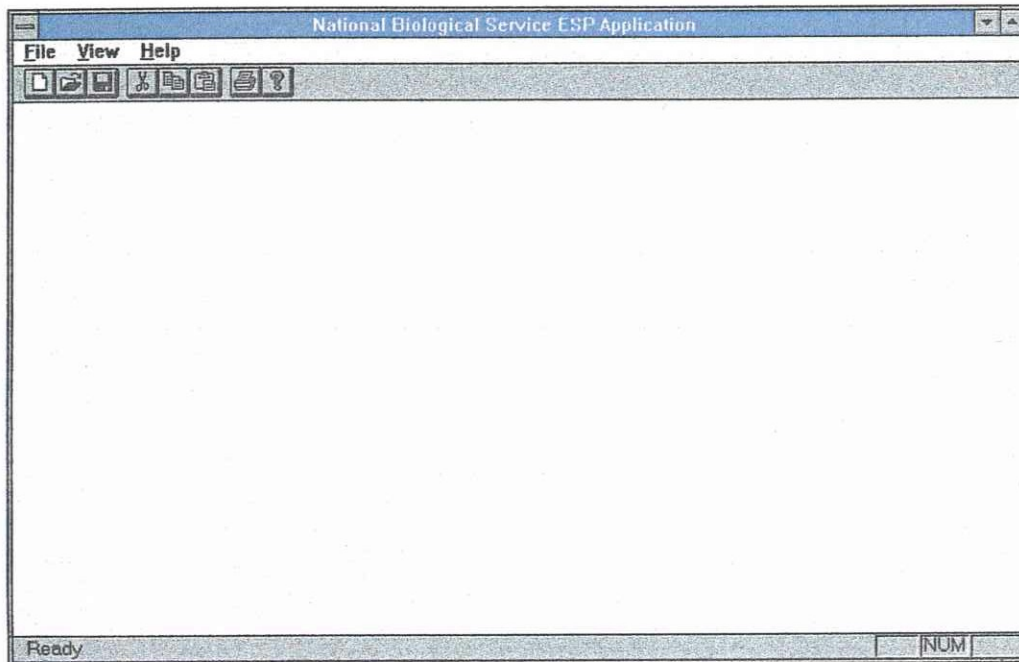 National Biological Service ESP Application
File View Help
Ready NUM